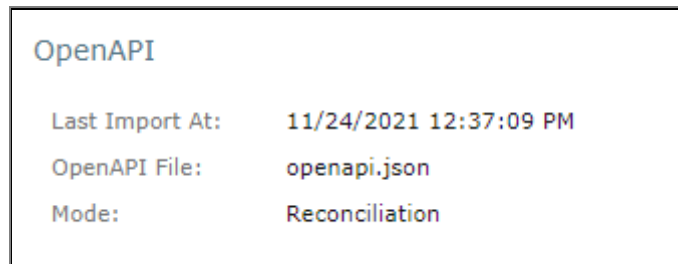 OpenAPI
Last Import At: 11/24/2021 12:37:09 PM
OpenAPI File: openapi.json
Mode: Reconciliation